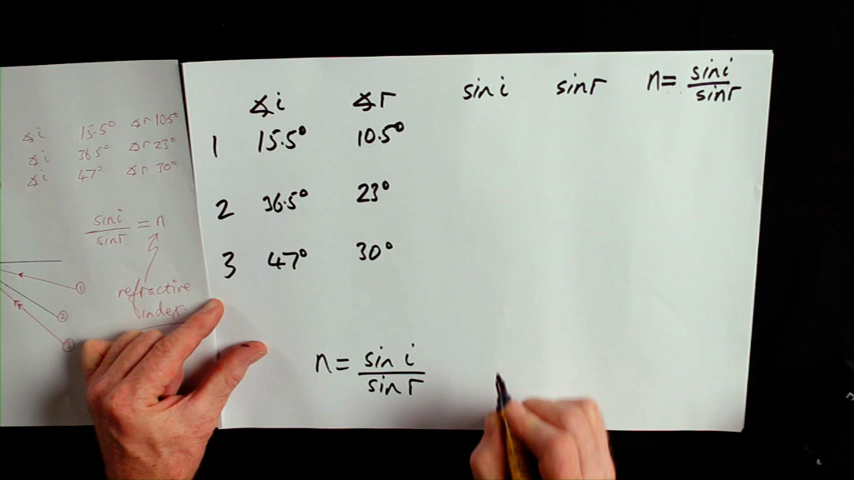 ∡i 15.5° ∡r 10.5°
∡i 36.5° ∡r 23°
∡i 47° ∡r 30°
sin i / sin r = n
refractive
index
①
②
③
∡i ∡r sin i sin r n = sin i / sin r
1 15.5° 10.5°
2 36.5° 23°
3 47° 30°
n = sin i / sin r